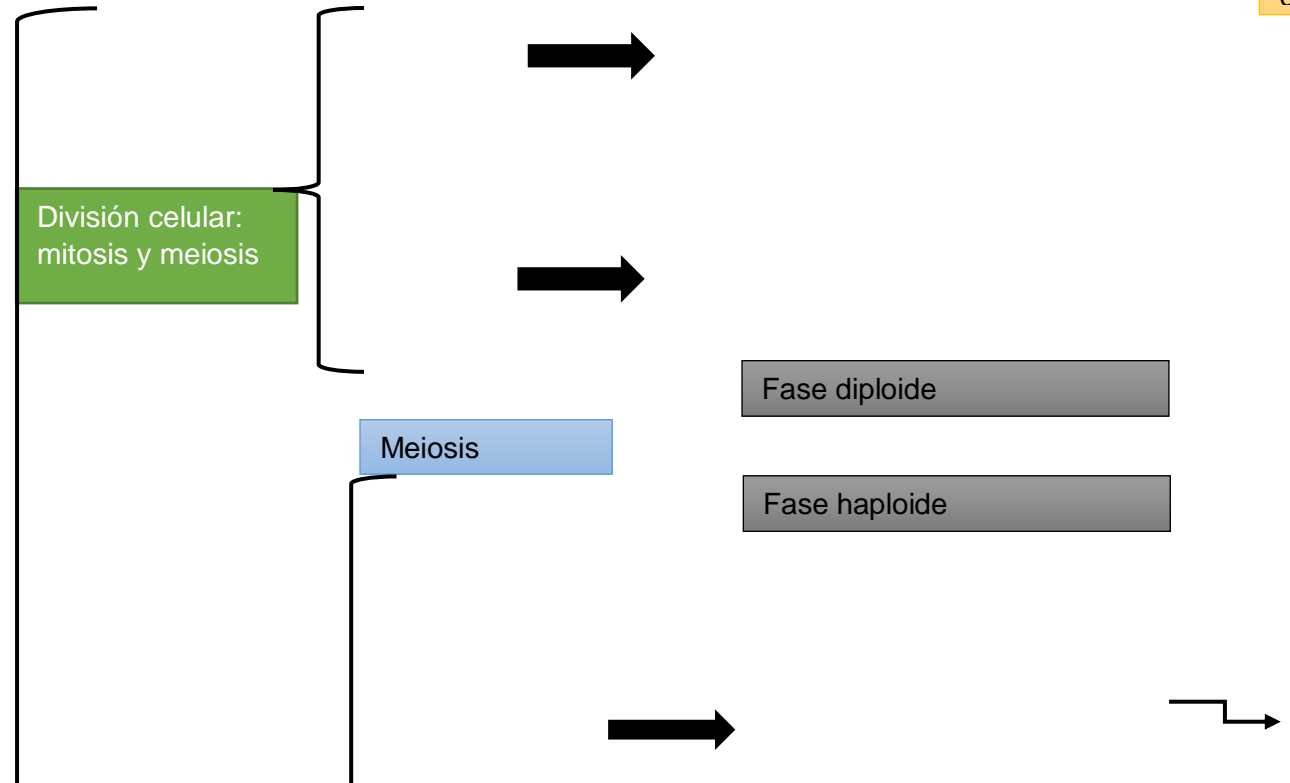 División celular:
mitosis y meiosis
Fase diploide
Meiosis
Fase haploide